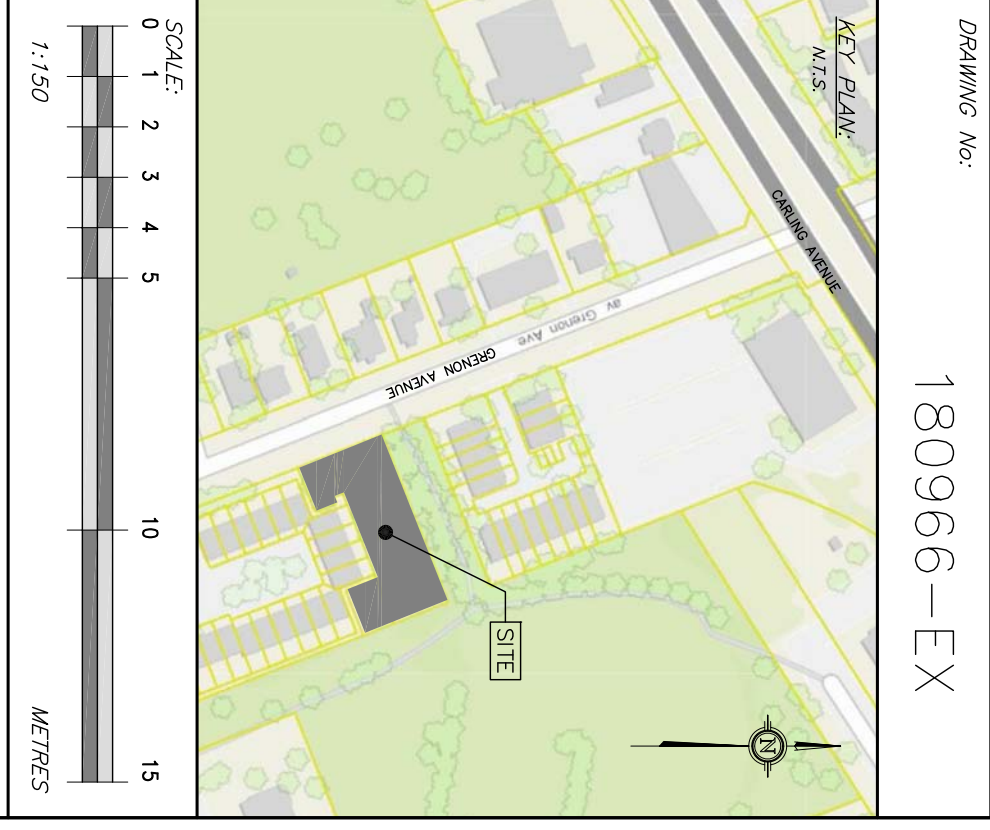 DRAWING No:
180966-EX
KEY PLAN:
N.T.S.
CARLING AVENUE
av Grenon Ave
GRENON AVENUE
SITE
N
SCALE:
0 1 2 3 4 5 10 15
1:150
METRES